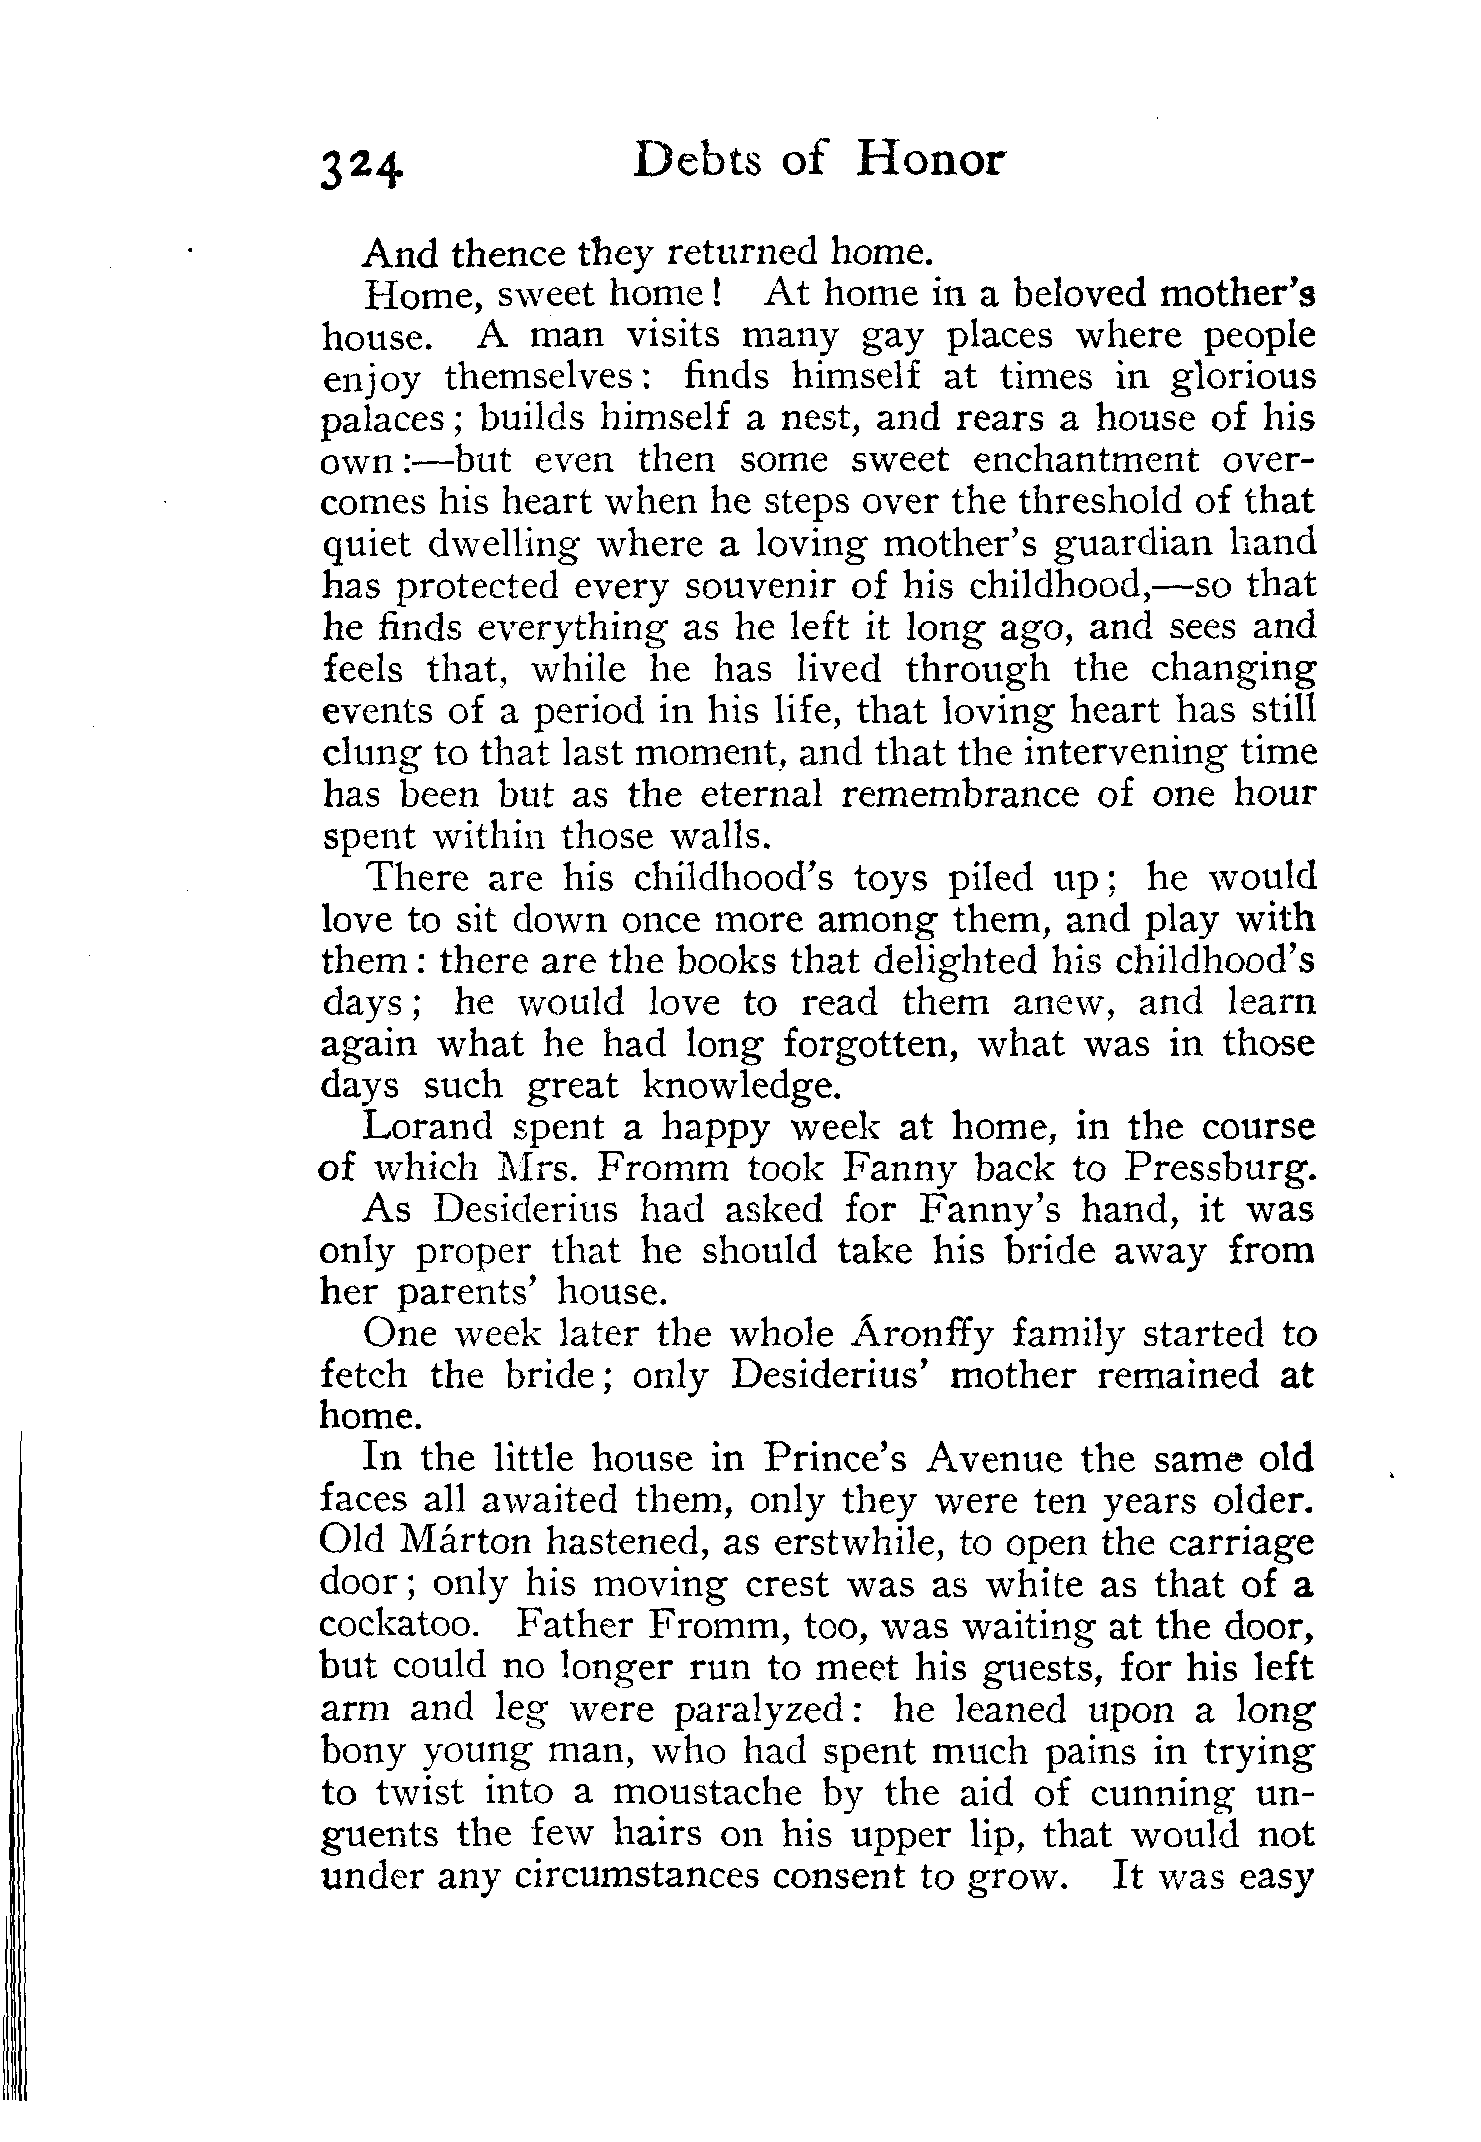 324 Debts of Honor
And thence they returned home.
Home, sweet home! At home in a beloved mother's
house. A man visits many gay places where people
enjoy themselves: finds himself at times in glorious
palaces; builds himself a nest, and rears a house of his
own:—but even then some sweet enchantment over-
comes his heart when he steps over the threshold of that
quiet dwelling where a loving mother's guardian hand
has protected every souvenir of his childhood,—so that
he finds everything as he left it long ago, and sees and
feels that, while he has lived through the changing
events of a period in his life, that loving heart has still
clung to that last moment, and that the intervening time
has been but as the eternal remembrance of one hour
spent within those walls.
There are his childhood's toys piled up; he would
love to sit down once more among them, and play with
them: there are the books that delighted his childhood's
days; he would love to read them anew, and learn
again what he had long forgotten, what was in those
days such great knowledge.
Lorand spent a happy week at home, in the course
of which Mrs. Fromm took Fanny back to Pressburg.
As Desiderius had asked for Fanny's hand, it was
only proper that he should take his bride away from
her parents' house.
One week later the whole Áronffy family started to
fetch the bride; only Desiderius' mother remained at
home.
In the little house in Prince's Avenue the same old
faces all awaited them, only they were ten years older.
Old Márton hastened, as erstwhile, to open the carriage
door; only his moving crest was as white as that of a
cockatoo. Father Fromm, too, was waiting at the door,
but could no longer run to meet his guests, for his left
arm and leg were paralyzed: he leaned upon a long
bony young man, who had spent much pains in trying
to twist into a moustache by the aid of cunning un-
guents the few hairs on his upper lip, that would not
under any circumstances consent to grow. It was easy